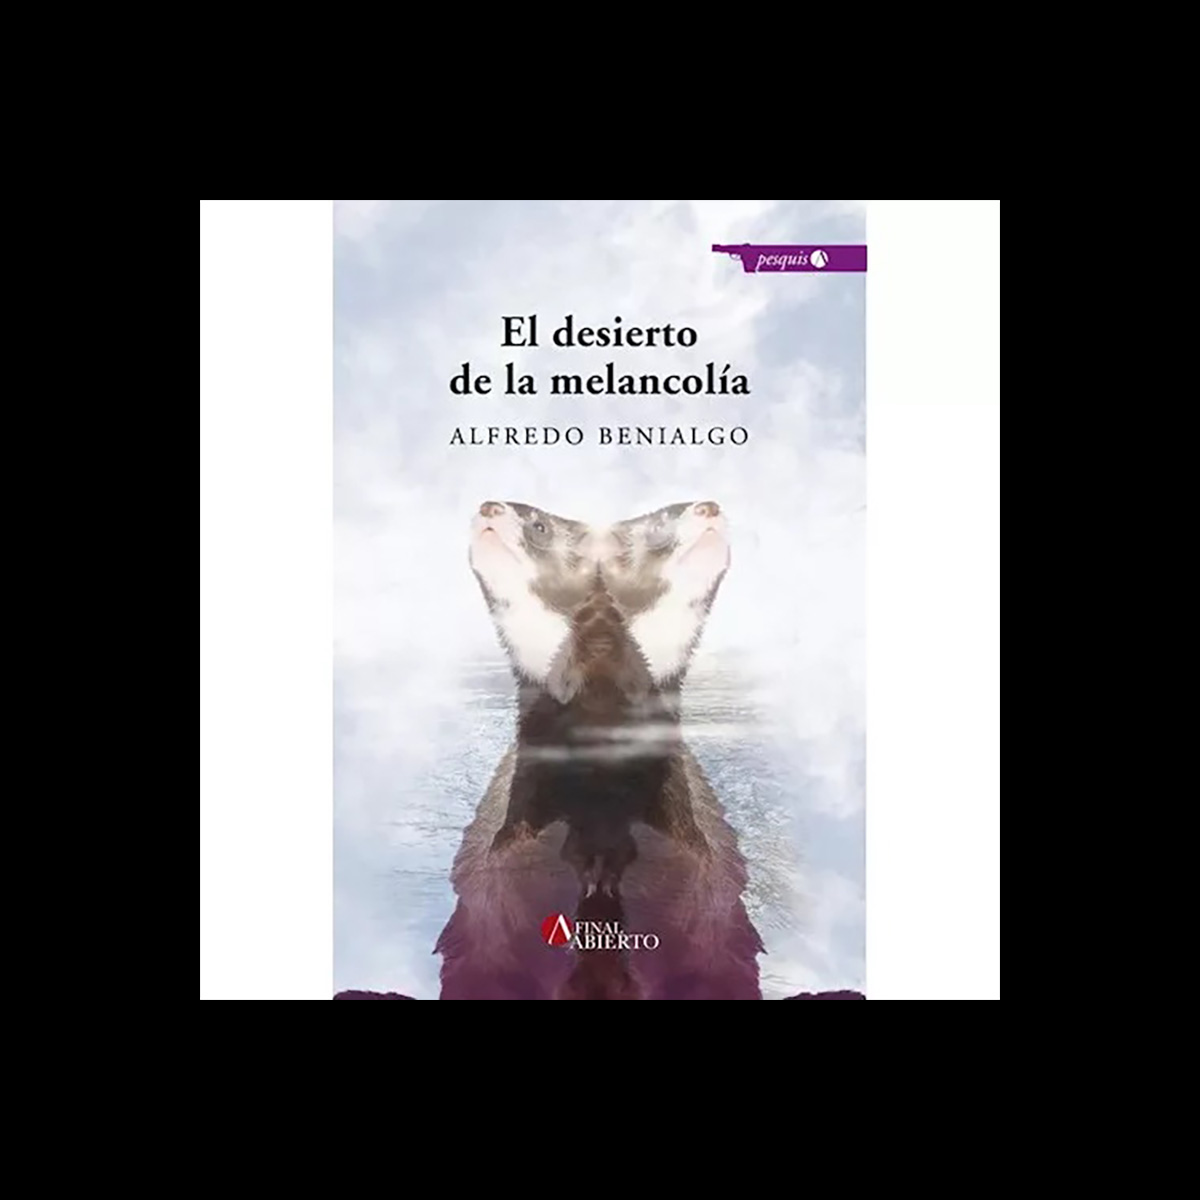 pesquis
El desierto
de la melancolía
ALFREDO BENIALGO
FINAL
ABIERTO